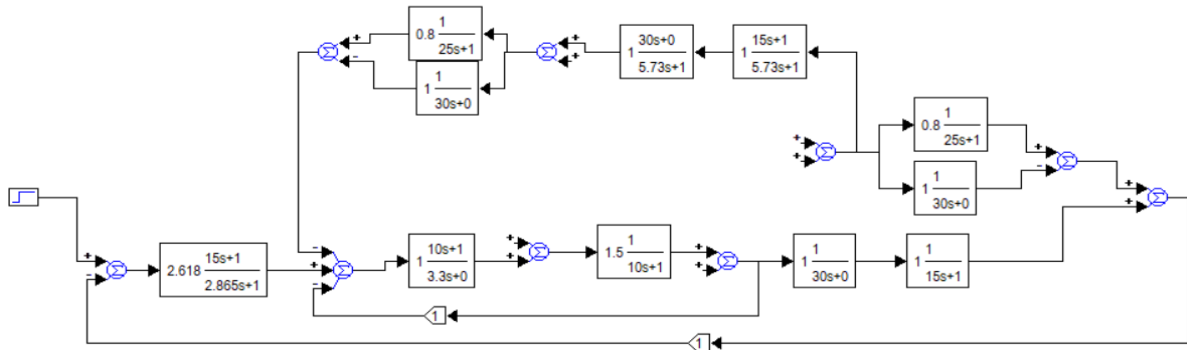 0.8 1 25s+1
1 1 30s+0
1 30s+0 5.73s+1
1 15s+1 5.73s+1
0.8 1 25s+1
1 1 30s+0
2.618 15s+1 2.865s+1
1 10s+1 3.3s+0
1.5 1 10s+1
1 1 30s+0
1 1 15s+1
1
1